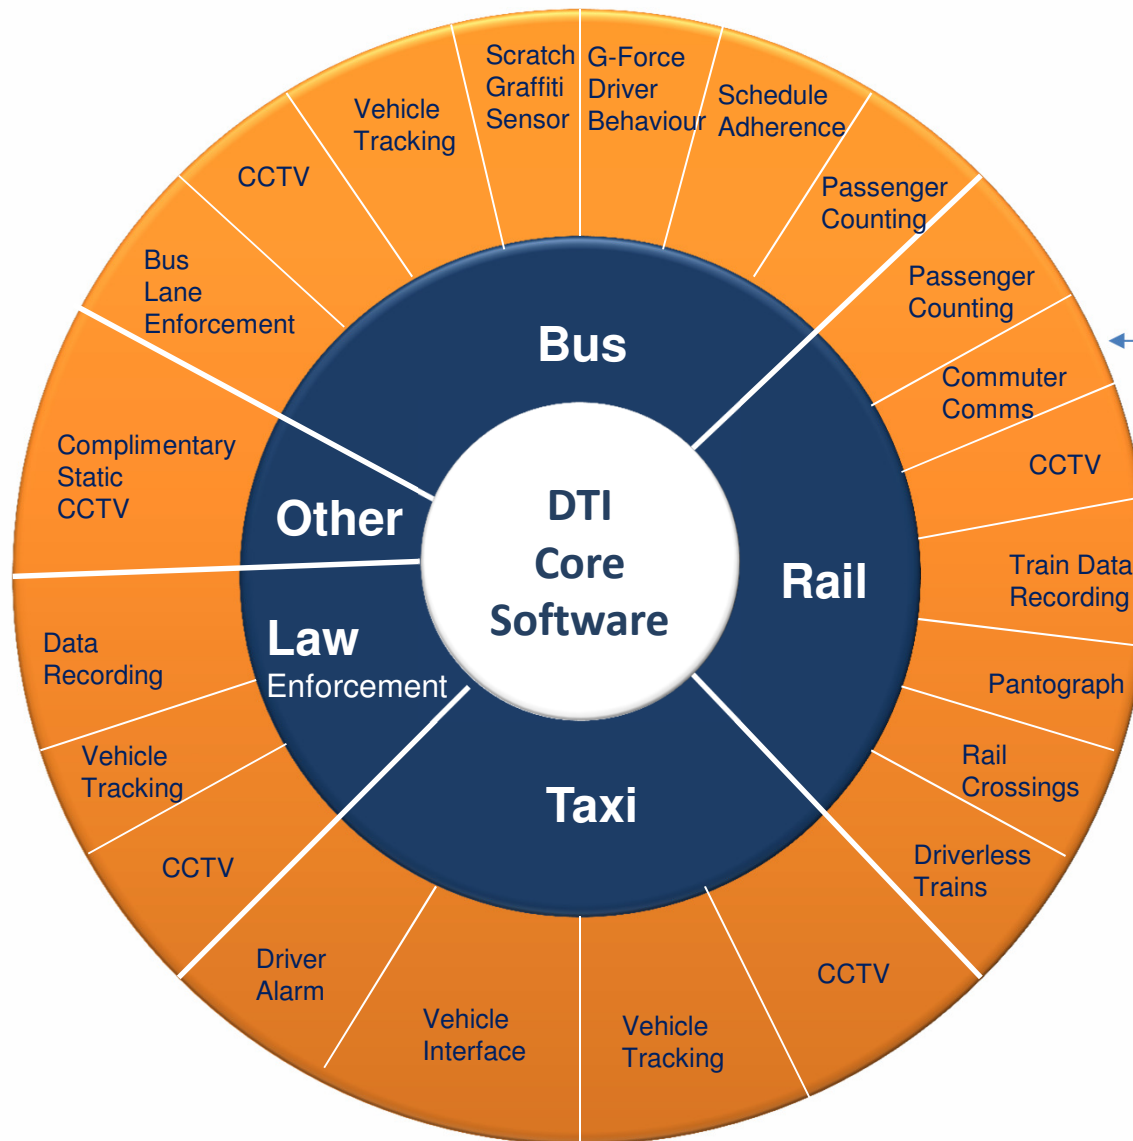 Scratch
Graffiti
Sensor
G-Force
Driver
Behaviour
Schedule
Adherence
Passenger
Counting
Passenger
Counting
Commuter
Comms
CCTV
Train Data
Recording
Pantograph
Rail
Crossings
Driverless
Trains
CCTV
Vehicle
Tracking
Vehicle
Interface
Driver
Alarm
CCTV
Vehicle
Tracking
Data
Recording
Complimentary
Static
CCTV
Bus
Lane
Enforcement
CCTV
Vehicle
Tracking
Bus
Rail
Taxi
Law
Enforcement
Other
DTI
Core
Software